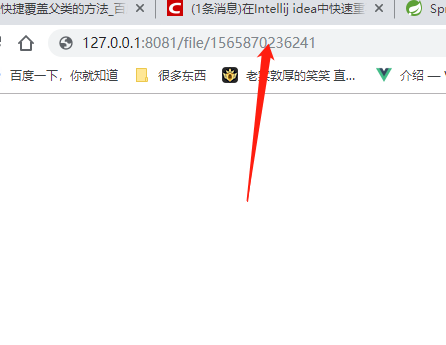 快捷覆盖父类的方法_百 (1条消息)在Intellij idea中快速重 Spr
127.0.0.1:8081/file/1565870236241
百度一下，你就知道 很多东西 老实敦厚的笑笑 直... 介绍 — V